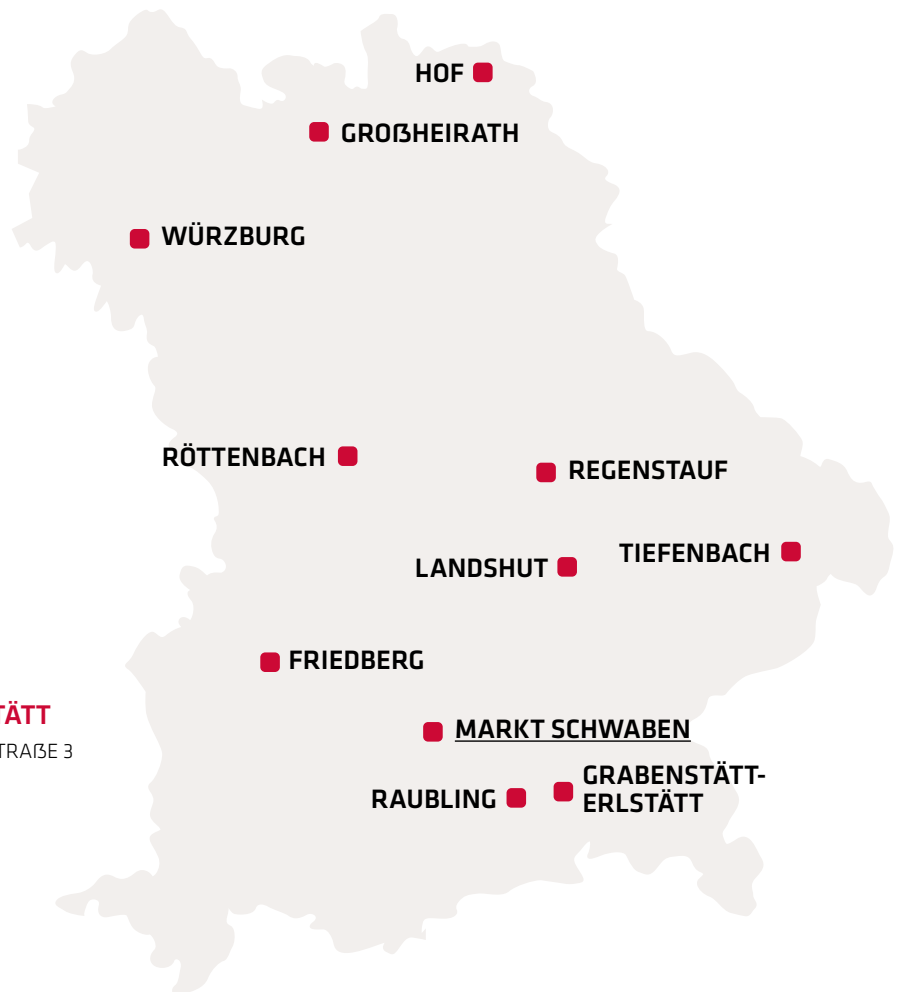 HOF
GROẞHEIRATH
WÜRZBURG
RÖTTENBACH
REGENSTAUF
TIEFENBACH
LANDSHUT
FRIEDBERG
TÄTT
TRAẞE 3
MARKT SCHWABEN
GRABENSTÄTT-
ERLSTÄTT
RAUBLING